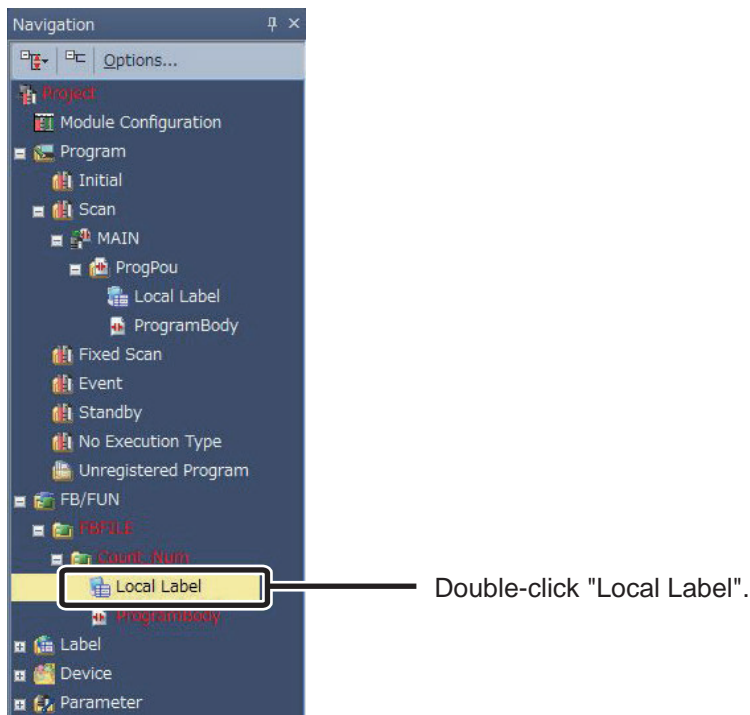 Navigation
Options...
Project
Module Configuration
Program
Initial
Scan
MAIN
ProgPou
Local Label
ProgramBody
Fixed Scan
Event
Standby
No Execution Type
Unregistered Program
FB/FUN
FBFILE
Count_Num
Local Label
Double-click "Local Label".
ProgramBody
Label
Device
Parameter